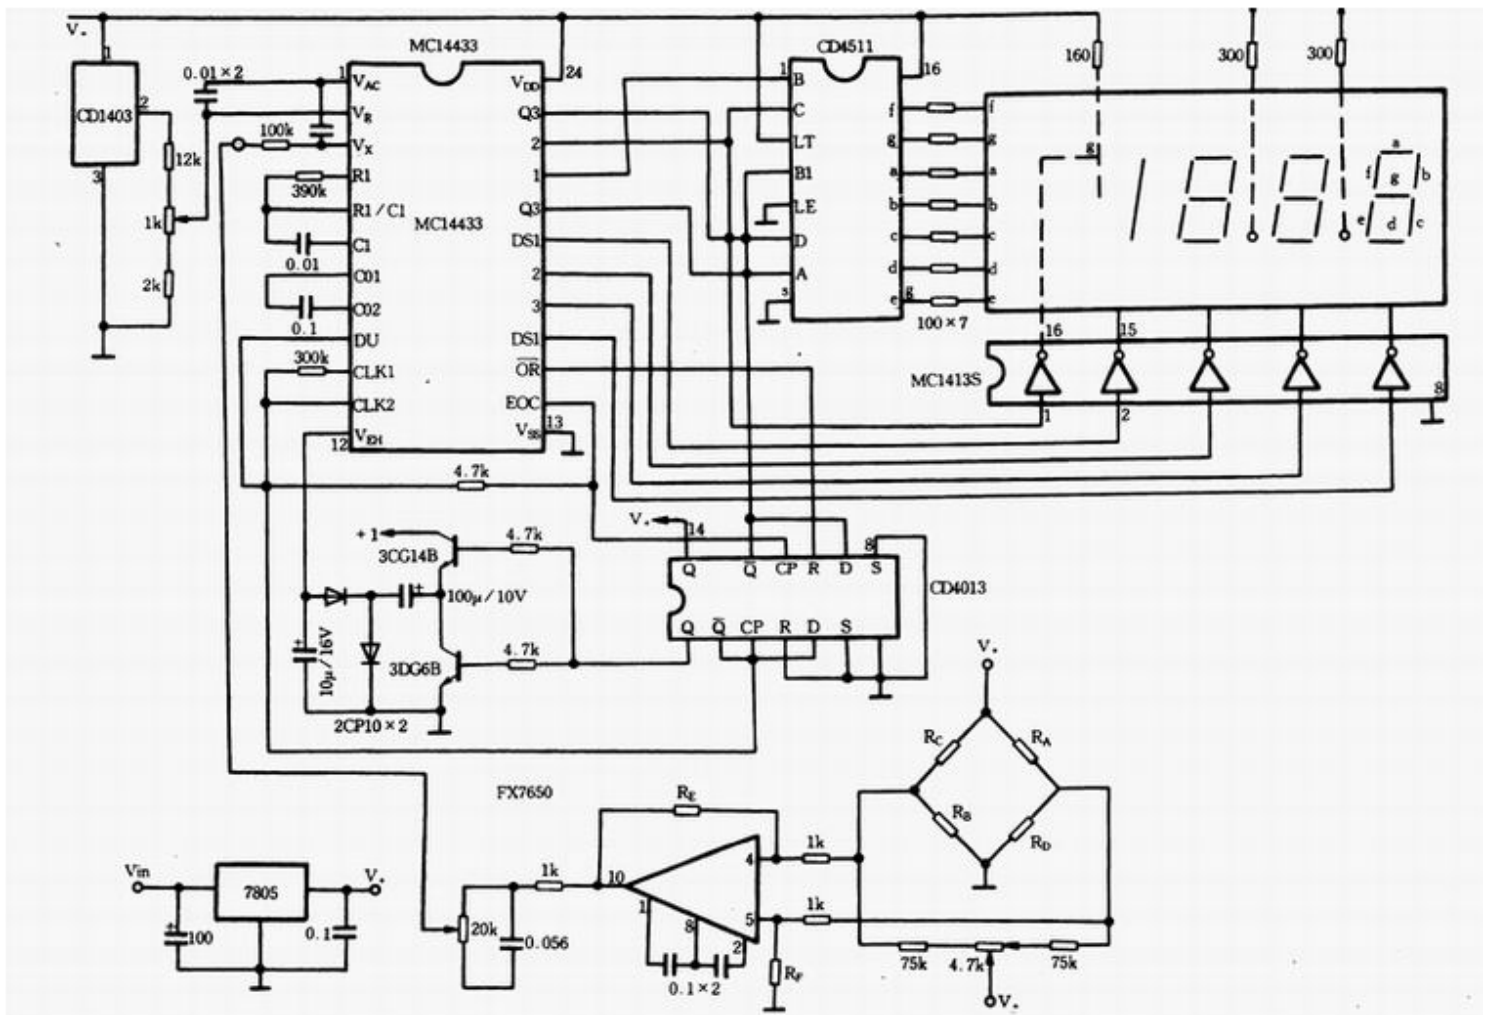 V+
MC14433
CD4511
160
300
300
1
0.01×2
1
VAC
VDD
24
1
B
16
CD1403
2
VR
Q3
C
f
f
100k
VX
2
LT
g
g
g
a
12k
390k
R1
1
B1
a
a
f
g
b
1k
R1/C1
MC14433
Q3
LE
b
b
3
C1
DS1
D
c
c
e
d
c
0.01
2k
C01
2
A
d
d
C02
3
g
e
e
0.1
100×7
DU
DS1
16
15
300k
CLK1
OR
MC1413S
8
CLK2
EOC
1
2
12
VEH
VSS
13
4.7k
V+
14
+1
4.7k
8
3CG14B
Q
Q
CP
R
D
S
CD4013
100μ/10V
10μ/16V
Q
Q
CP
R
D
S
3DG6B
4.7k
V+
2CP10×2
RC
RA
FX7650
RE
RB
RD
1k
4
Vin
7805
V+
1k
10
1k
1
5
100
0.1
20k
0.056
8
2
RF
75k
4.7k
75k
0.1×2
V+